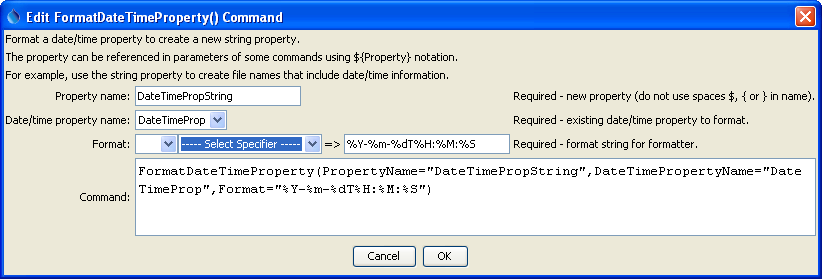 Edit FormatDateTimeProperty() Command
Format a date/time property to create a new string property.
The property can be referenced in parameters of some commands using ${Property} notation.
For example, use the string property to create file names that include date/time information.
Property name: DateTimePropString Required - new property (do not use spaces $, { or } in name).
Date/time property name: DateTimeProp Required - existing date/time property to format.
Format: ----- Select Specifier ----- => %Y-%m-%dT%H:%M:%S Required - format string for formatter.
Command: FormatDateTimeProperty(PropertyName="DateTimePropString",DateTimePropertyName="Date
TimeProp",Format="%Y-%m-%dT%H:%M:%S")
Cancel OK